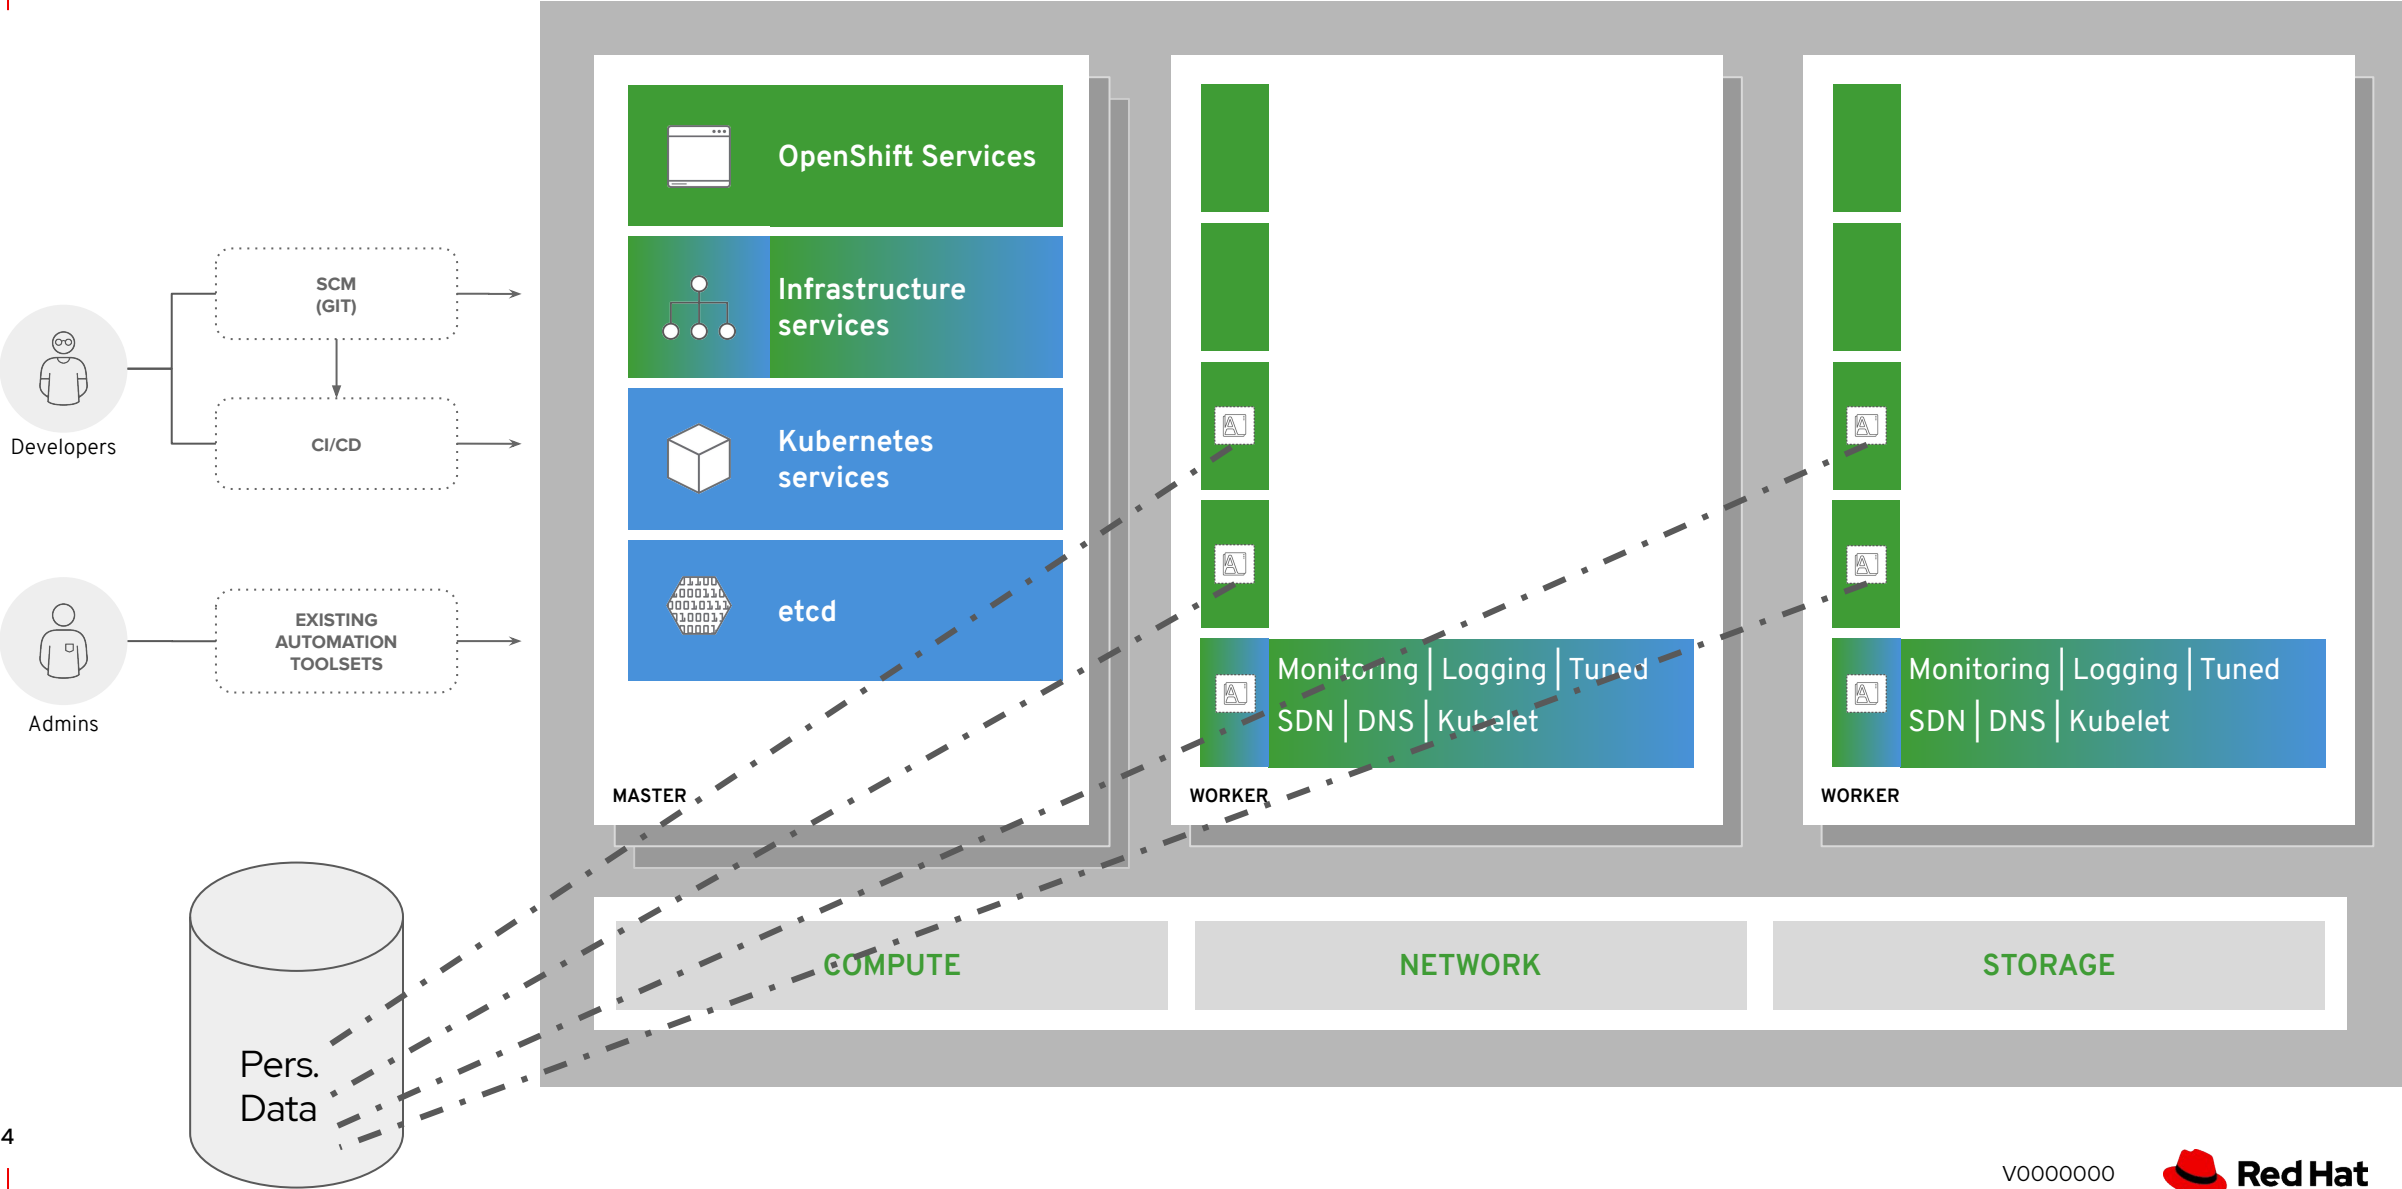 SCM
(GIT)
CI/CD
Developers
EXISTING
AUTOMATION
TOOLSETS
Admins
OpenShift Services
Infrastructure
services
Kubernetes
services
etcd
MASTER
Monitoring | Logging | Tuned
SDN | DNS | Kubelet
WORKER
Monitoring | Logging | Tuned
SDN | DNS | Kubelet
WORKER
COMPUTE
NETWORK
STORAGE
Pers.
Data
4
V0000000
Red Hat